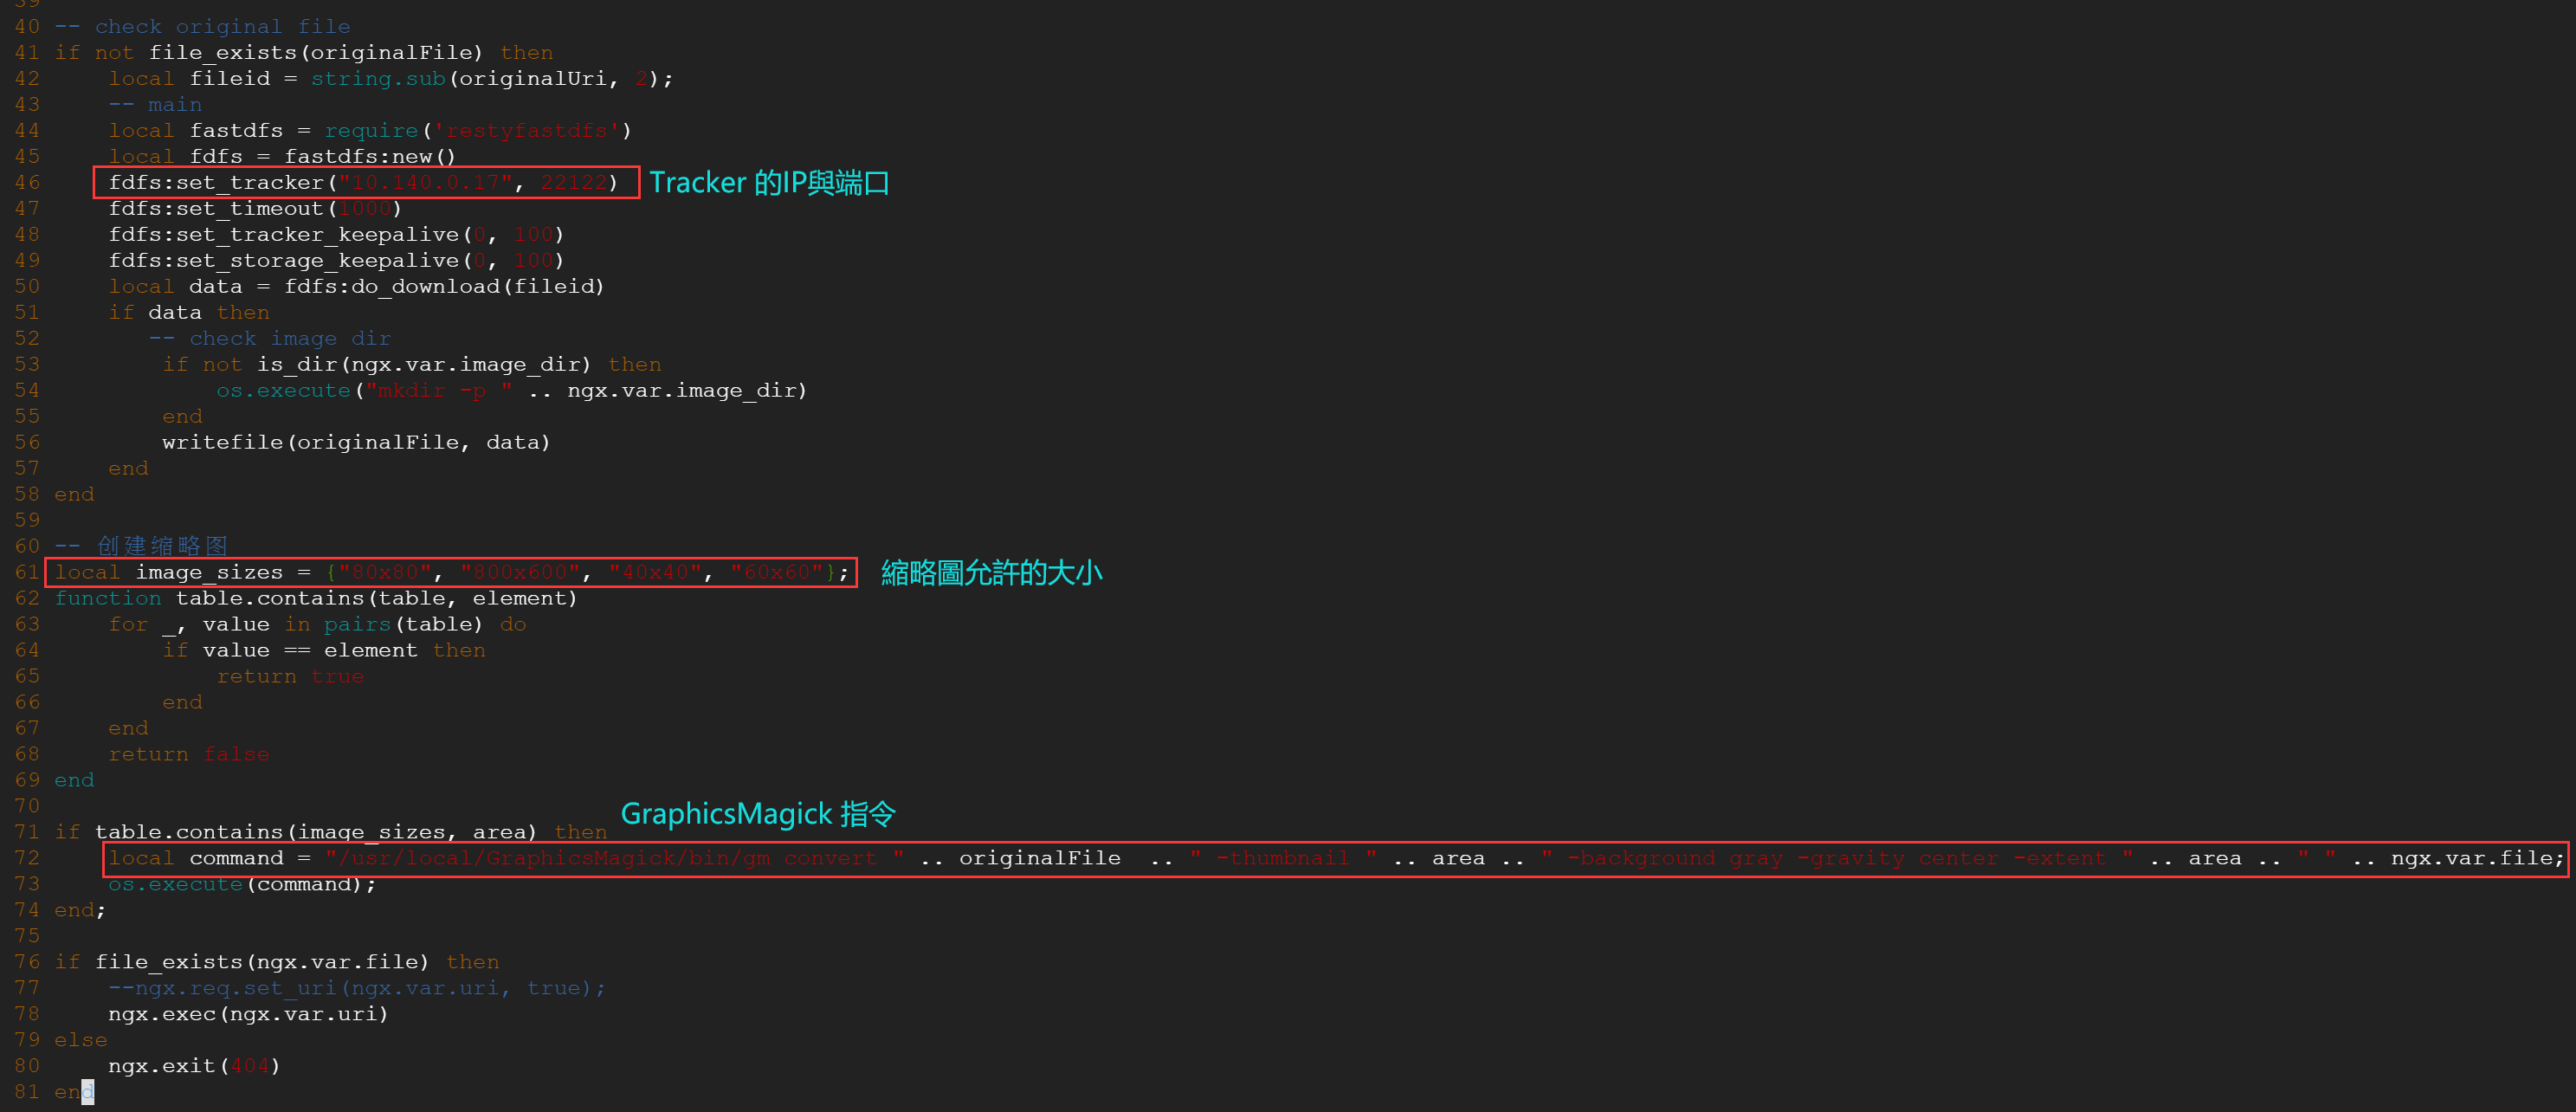 39
40 -- check original file
41 if not file_exists(originalFile) then
42     local fileid = string.sub(originalUri, 2);
43     -- main
44     local fastdfs = require('restyfastdfs')
45     local fdfs = fastdfs:new()
46     fdfs:set_tracker("10.140.0.17", 22122) Tracker 的IP與端口
47     fdfs:set_timeout(1000)
48     fdfs:set_tracker_keepalive(0, 100)
49     fdfs:set_storage_keepalive(0, 100)
50     local data = fdfs:do_download(fileid)
51     if data then
52        -- check image dir
53         if not is_dir(ngx.var.image_dir) then
54             os.execute("mkdir -p " .. ngx.var.image_dir)
55         end
56         writefile(originalFile, data)
57     end
58 end
59
60 -- 创建缩略图
61 local image_sizes = {"80x80", "800x600", "40x40", "60x60"}; 縮略圖允許的大小
62 function table.contains(table, element)
63     for _, value in pairs(table) do
64         if value == element then
65             return true
66         end
67     end
68     return false
69 end
70
GraphicsMagick 指令
71 if table.contains(image_sizes, area) then
72     local command = "/usr/local/GraphicsMagick/bin/gm convert " .. originalFile  .. " -thumbnail " .. area .. " -background gray -gravity center -extent " .. area .. " " .. ngx.var.file;
73     os.execute(command);
74 end;
75
76 if file_exists(ngx.var.file) then
77     --ngx.req.set_uri(ngx.var.uri, true);
78     ngx.exec(ngx.var.uri)
79 else
80     ngx.exit(404)
81 end